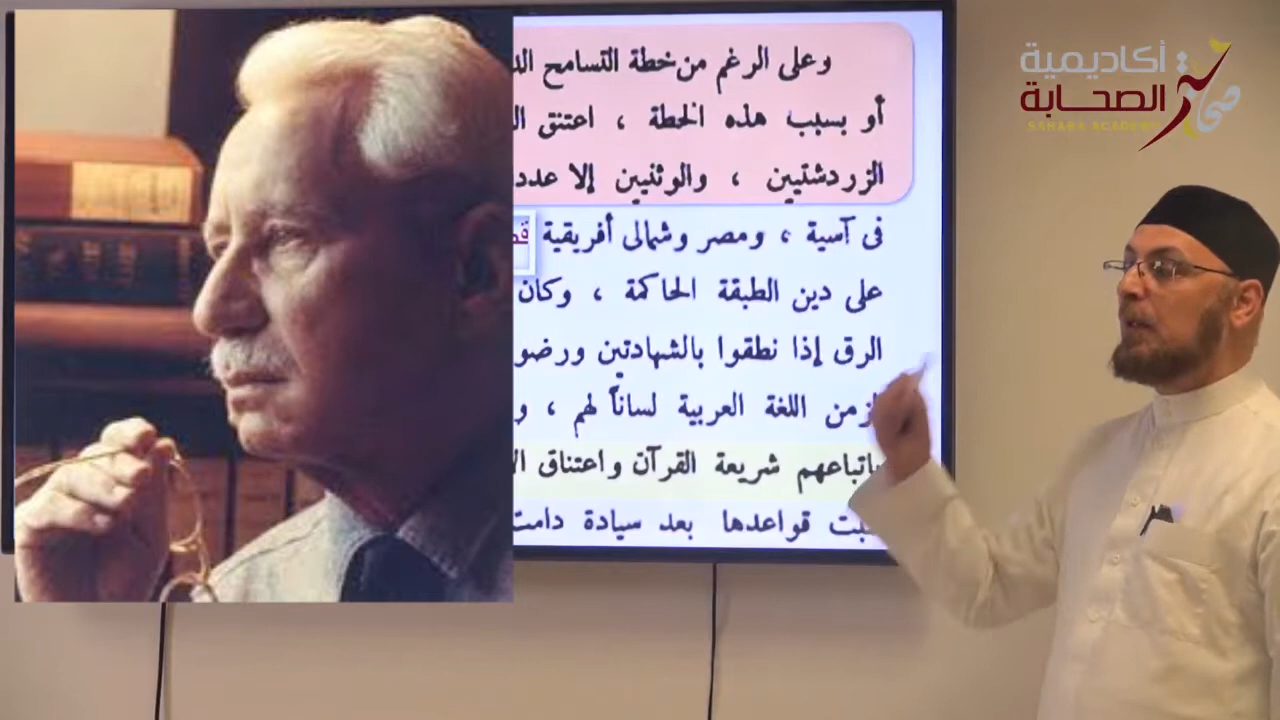 وعلى الرغم من خطة التسامح
أو بسبب هذه الخطة ، اعتنق
الزردشتيين ، والوثنيين إلا عدد
فى آسية ، ومصر وشمالى أفريقية
على دين الطبقة الحاكمة ، وكان
الرق إذا نطقوا بالشهادتين ورضو
اللغة العربية لساناً لهم ، و
شريعة القرآن واعتناق
قواعدها بعد سيادة دامت
أكاديمية
الصحابة
SAHABA ACADEMY
صحابة